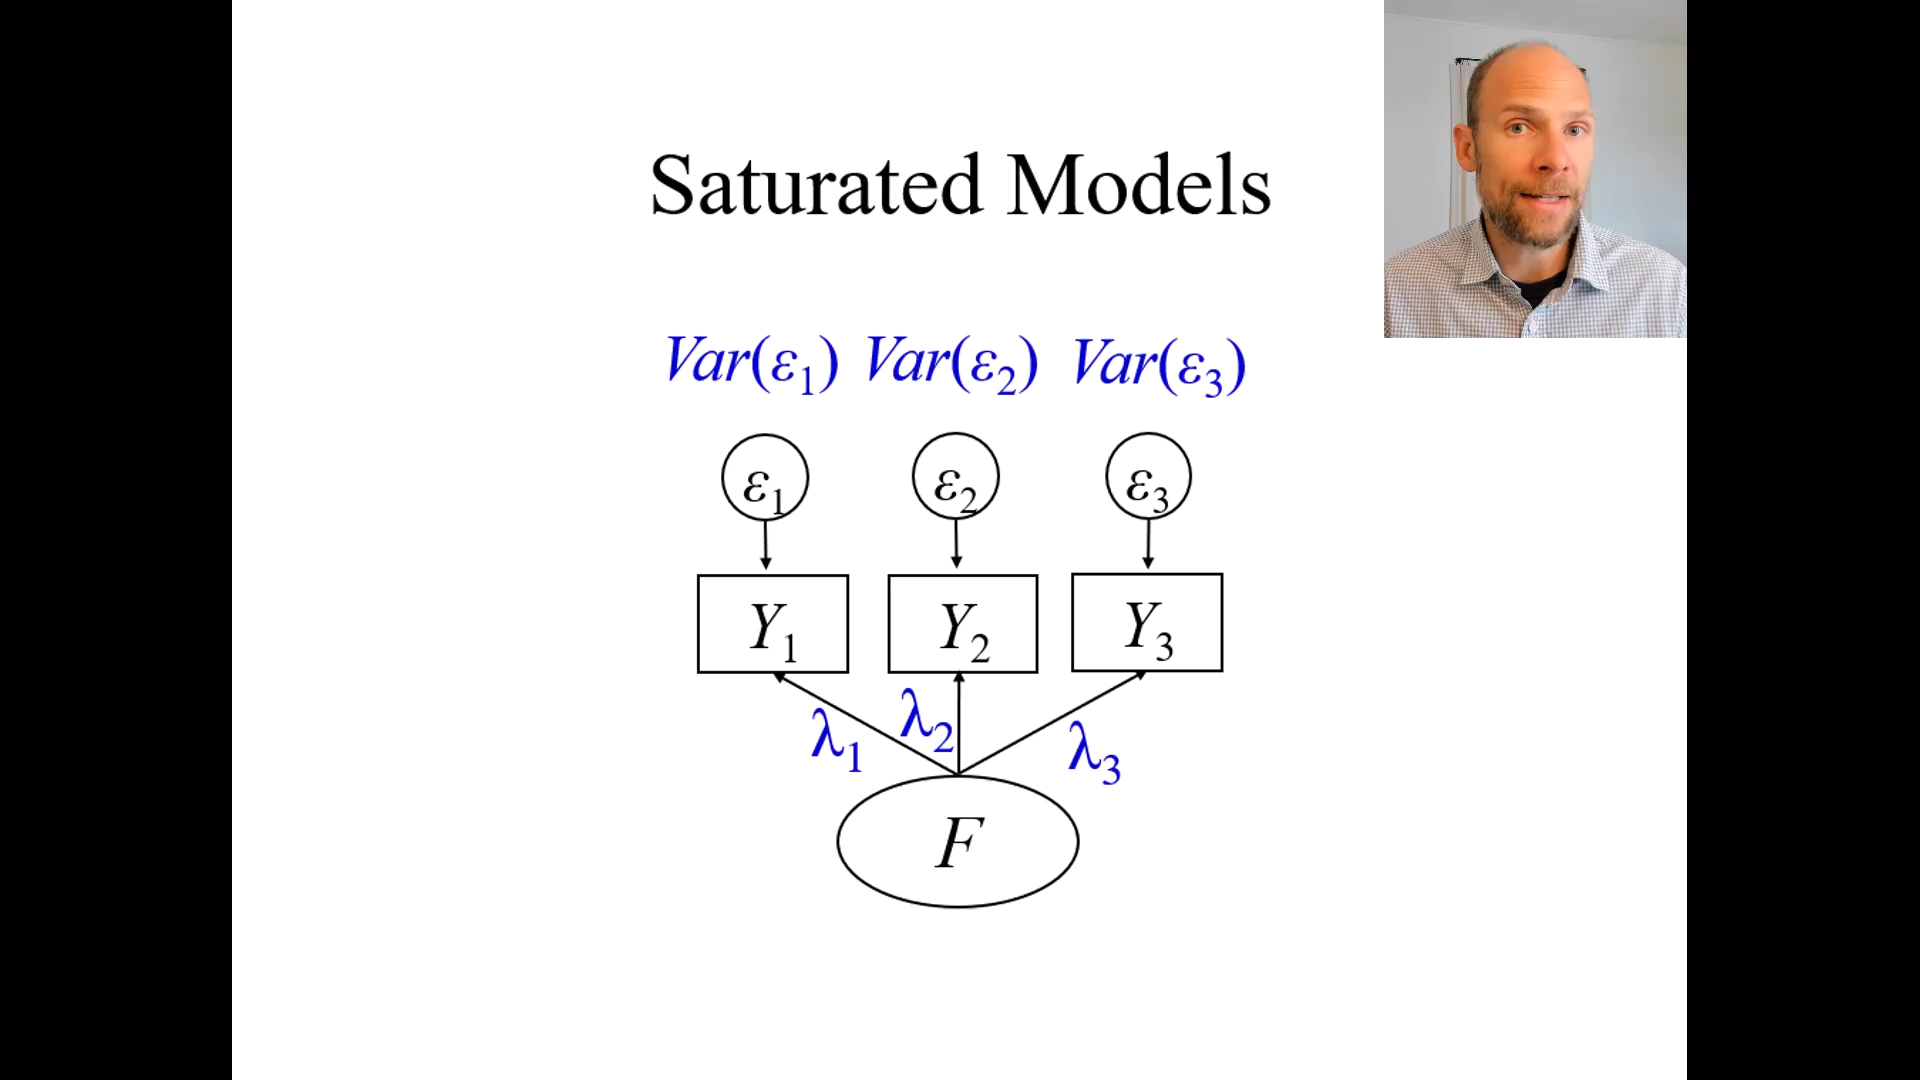 Saturated Models
Var(ε₁) Var(ε₂) Var(ε₃)
ε₁ ε₂ ε₃
Y₁ Y₂ Y₃
λ₁ λ₂ λ₃
F